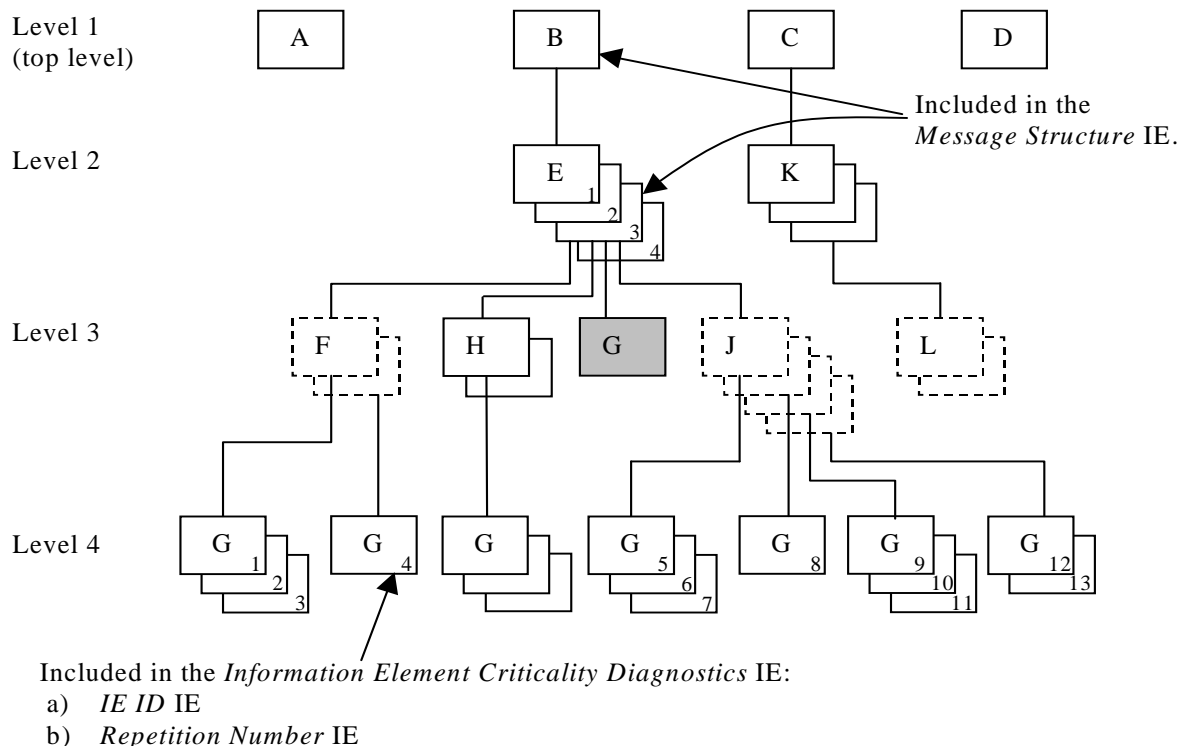 Level 1
(top level)
A
B
C
D
Included in the
Message Structure IE.
Level 2
E
1
2
3
4
K
Level 3
F
H
G
J
L
Level 4
G
1
2
3
G
4
G
G
5
6
7
G
8
G
9
10
11
G
12
13
Included in the Information Element Criticality Diagnostics IE:
a) IE ID IE
b) Repetition Number IE